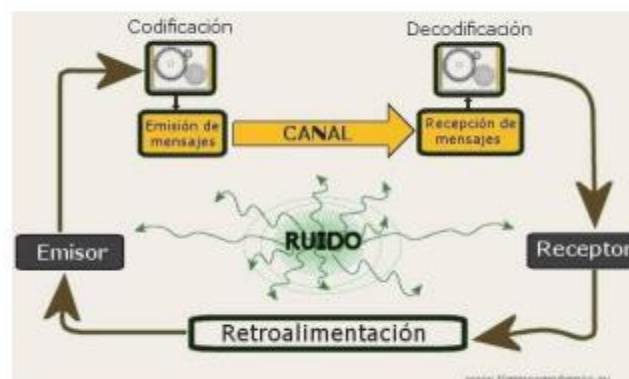 Codificación
Decodificación
Emisión de
mensajes
CANAL
Recepción de
mensajes
RUIDO
Emisor
Receptor
Retroalimentación